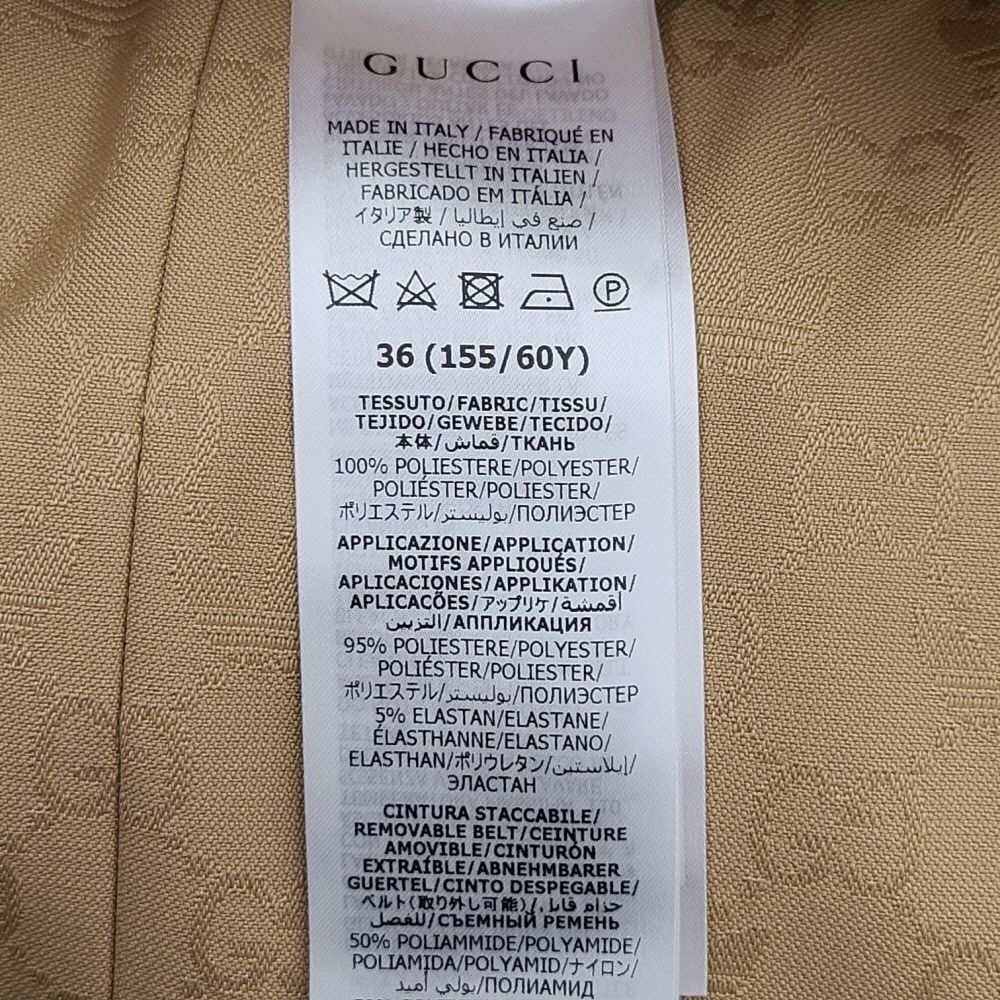 GUCCI
MADE IN ITALY / FABRIQUÉ EN
ITALIE / HECHO EN ITALIA /
HERGESTELLT IN ITALIEN /
FABRICADO EM ITÁLIA /
イタリア製 / صنع في إيطاليا /
СДЕЛАНО В ИТАЛИИ
P
36 (155/60Y)
TESSUTO/FABRIC/TISSU/
TEJIDO/GEWEBE/TECIDO/
本体/قماش/ТКАНЬ
100% POLIESTERE/POLYESTER/
POLIÉSTER/POLIESTER/
ポリエステル/بوليستر/ПОЛИЭСТЕР
APPLICAZIONE/APPLICATION/
MOTIFS APPLIQUÉS/
APLICACIONES/APPLIKATION/
APLICAÇÕES/アップリケ/أقمشة
التزيين/АППЛИКАЦИЯ
95% POLIESTERE/POLYESTER/
POLIÉSTER/POLIESTER/
ポリエステル/بوليستر/ПОЛИЭСТЕР
5% ELASTAN/ELASTANE/
ÉLASTHANNE/ELASTANO/
ELASTHAN/ポリウレタン/إيلاستين/
ЭЛАСТАН
CINTURA STACCABILE/
REMOVABLE BELT/CEINTURE
AMOVIBLE/CINTURÓN
EXTRAÍBLE/ABNEHMBARER
GUERTEL/CINTO DESPEGABLE/
ベルト(取り外し可能)/حزام قابل
للفصل/СЪЕМНЫЙ РЕМЕНЬ
50% POLIAMMIDE/POLYAMIDE/
POLIAMIDA/POLYAMID/ナイロン/
بولي أميد/ПОЛИАМИД